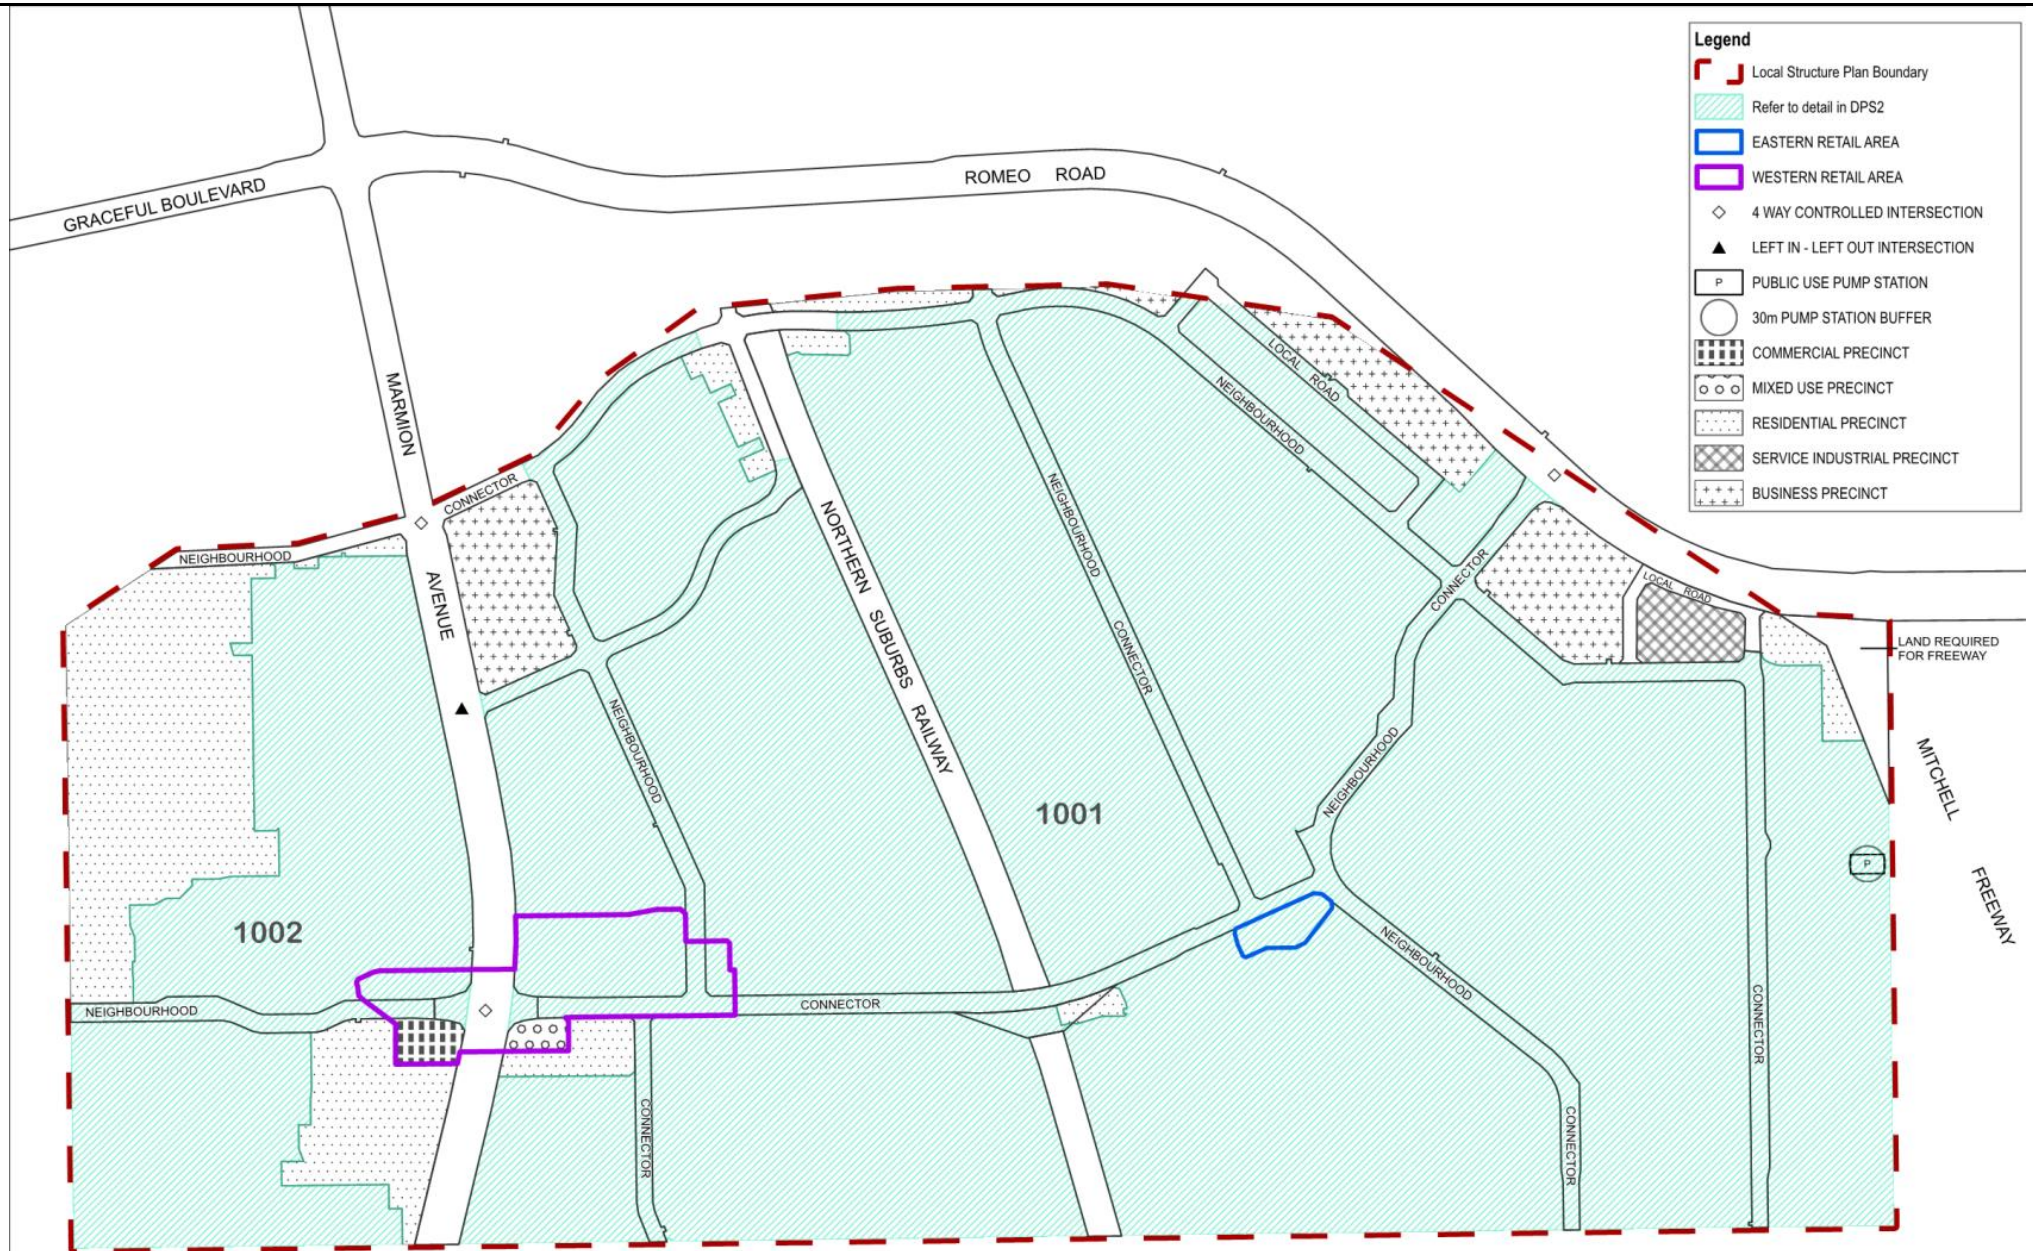 Legend
Local Structure Plan Boundary
Refer to detail in DPS2
EASTERN RETAIL AREA
WESTERN RETAIL AREA
4 WAY CONTROLLED INTERSECTION
LEFT IN - LEFT OUT INTERSECTION
P PUBLIC USE PUMP STATION
30m PUMP STATION BUFFER
COMMERCIAL PRECINCT
MIXED USE PRECINCT
RESIDENTIAL PRECINCT
SERVICE INDUSTRIAL PRECINCT
BUSINESS PRECINCT
GRACEFUL BOULEVARD
ROMEO ROAD
MARMION
AVENUE
CONNECTOR
NEIGHBOURHOOD
LOCAL ROAD
NEIGHBOURHOOD
NORTHERN SUBURBS RAILWAY
NEIGHBOURHOOD
CONNECTOR
CONNECTOR
NEIGHBOURHOOD
LOCAL ROAD
LAND REQUIRED
FOR FREEWAY
NEIGHBOURHOOD
MITCHELL
FREEWAY
P
1001
1002
NEIGHBOURHOOD
CONNECTOR
NEIGHBOURHOOD
CONNECTOR
CONNECTOR
CONNECTOR